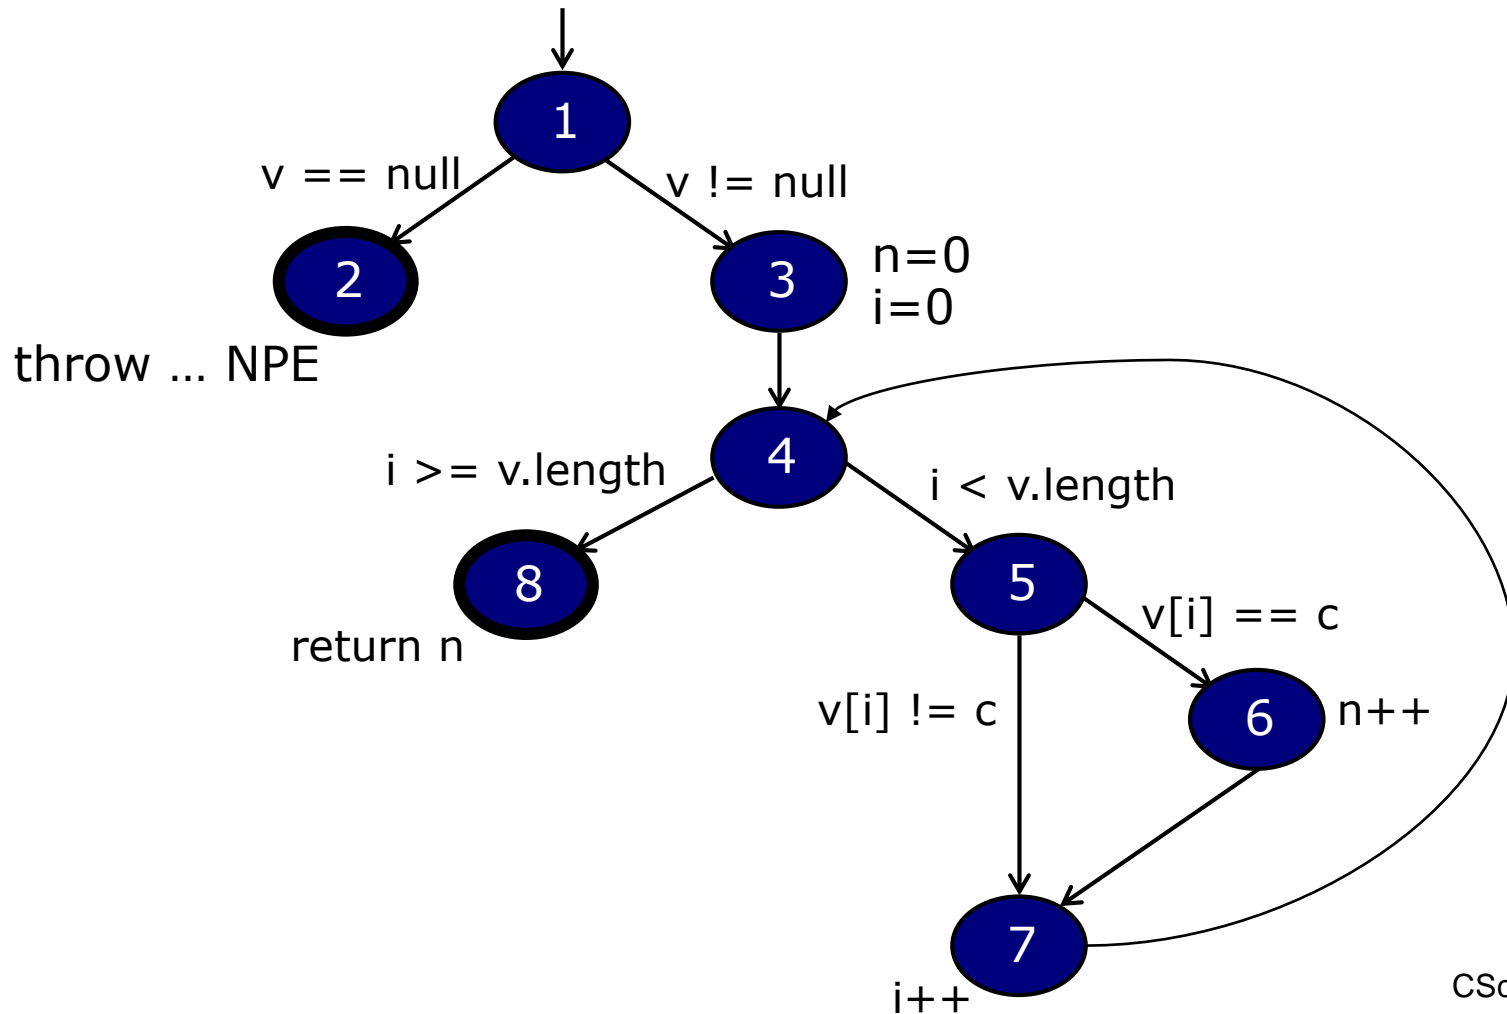 1
v == null
v != null
2
3
n=0
i=0
throw ... NPE
4
i >= v.length
i < v.length
8
5
v[i] == c
return n
v[i] != c
6
n++
7
i++